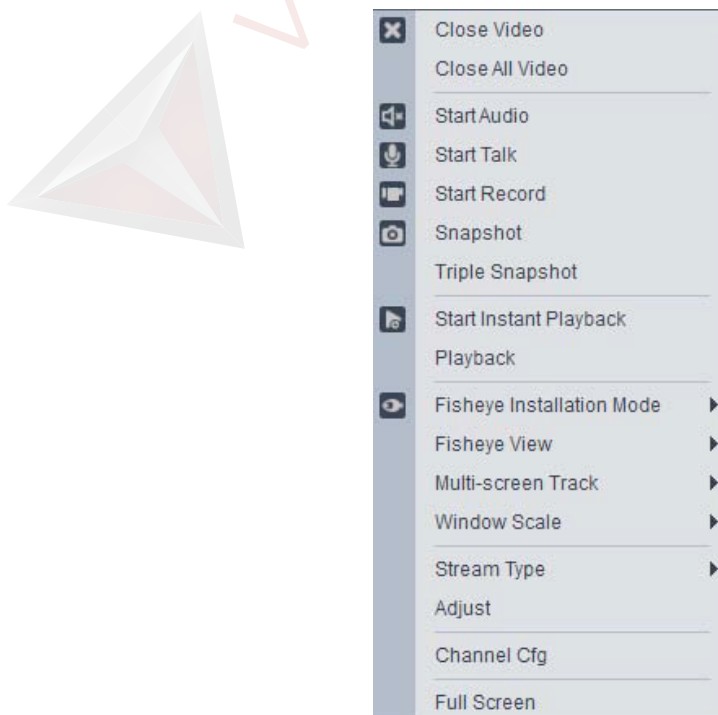 Close Video
Close All Video
Start Audio
Start Talk
Start Record
Snapshot
Triple Snapshot
Start Instant Playback
Playback
Fisheye Installation Mode
Fisheye View
Multi-screen Track
Window Scale
Stream Type
Adjust
Channel Cfg
Full Screen